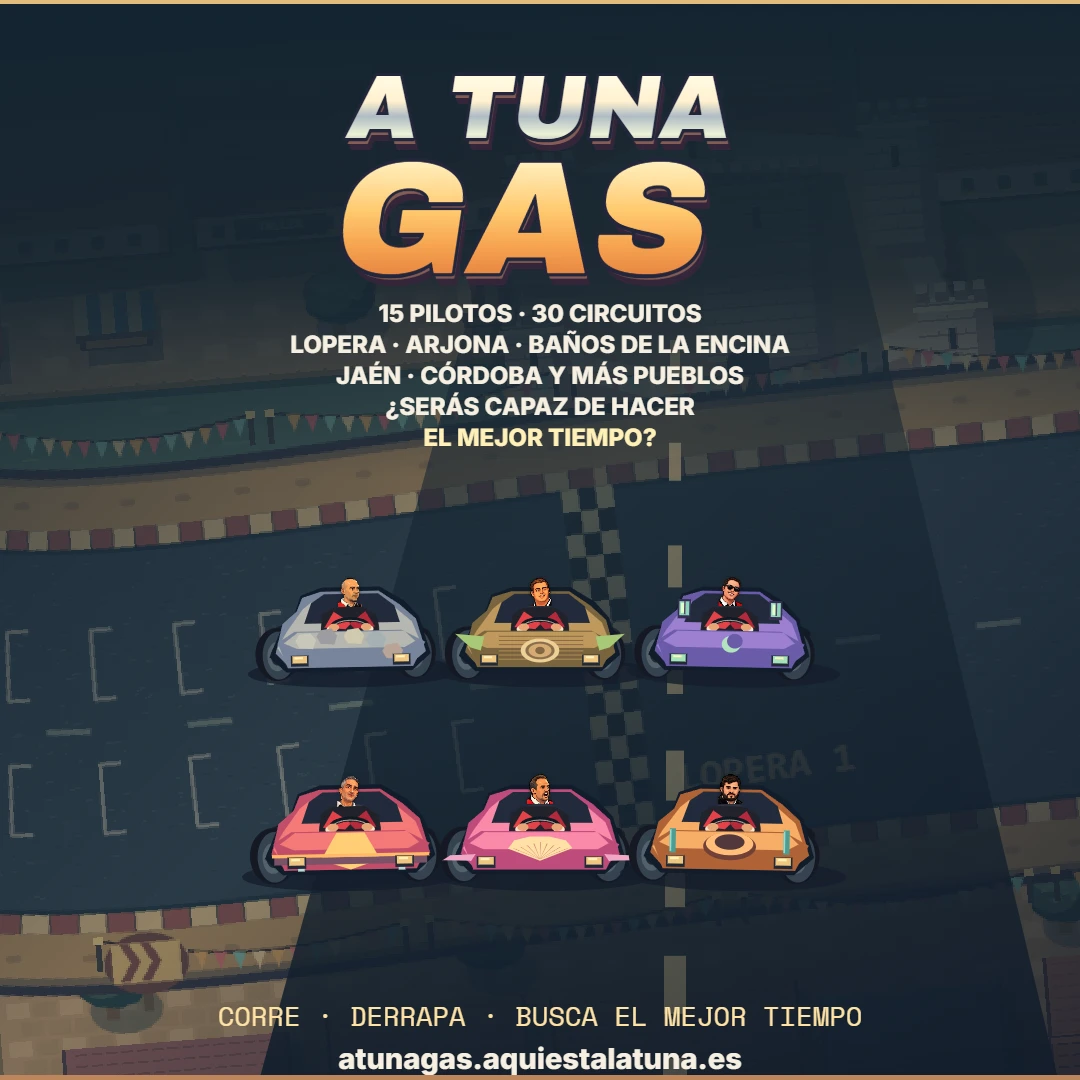 A TUNA
GAS
15 PILOTOS · 30 CIRCUITOS
LOPERA · ARJONA · BAÑOS DE LA ENCINA
JAÉN · CÓRDOBA Y MÁS PUEBLOS
¿SERÁS CAPAZ DE HACER
EL MEJOR TIEMPO?
LOPERA 1
CORRE · DERRAPA · BUSCA EL MEJOR TIEMPO
atunagas.aquiestalatuna.es